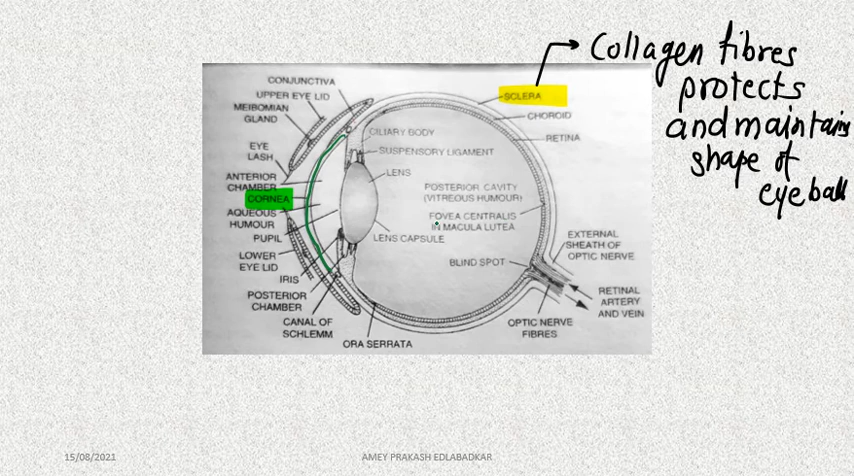 Collagen fibres
protects
and maintains
shape of
eyeball
CONJUNCTIVA
UPPER EYE LID
MEIBOMIAN
GLAND
EYE
LASH
ANTERIOR
CHAMBER
CORNEA
AQUEOUS
HUMOUR
PUPIL
LOWER
EYE LID
IRIS
POSTERIOR
CHAMBER
CANAL OF
SCHLEMM
ORA SERRATA
CILIARY BODY
SUSPENSORY LIGAMENT
LENS
POSTERIOR CAVITY
(VITREOUS HUMOUR)
FOVEA CENTRALIS
IN MACULA LUTEA
LENS CAPSULE
BLIND SPOT
SCLERA
CHOROID
RETINA
EXTERNAL
SHEATH OF
OPTIC NERVE
RETINAL
ARTERY
AND VEIN
OPTIC NERVE
FIBRES
15/08/2021
AMEY PRAKASH EDLABADKAR